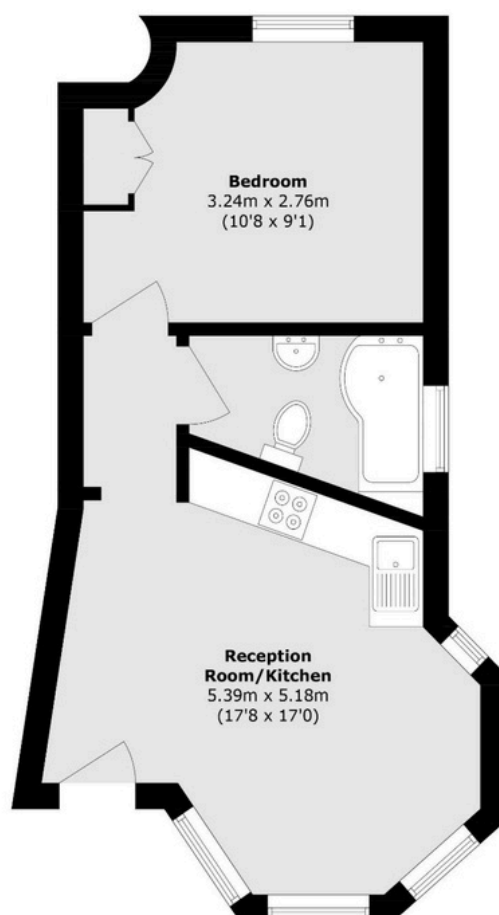 Bedroom
3.24m x 2.76m
(10'8 x 9'1)
Reception
Room/Kitchen
5.39m x 5.18m
(17'8 x 17'0)